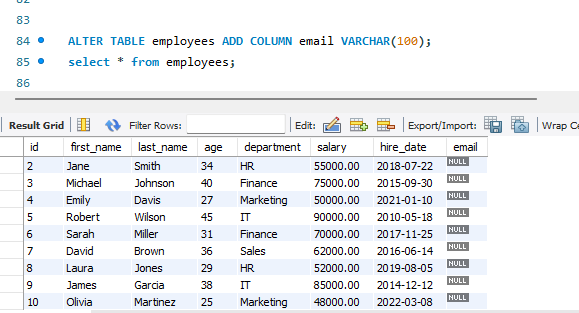 82
83
84 ALTER TABLE employees ADD COLUMN email VARCHAR(100);
85 select * from employees;
86
Result Grid Filter Rows: Edit: Export/Import: Wrap Ce
id first_name last_name age department salary hire_date email
2 Jane Smith 34 HR 55000.00 2018-07-22 NULL
3 Michael Johnson 40 Finance 75000.00 2015-09-30 NULL
4 Emily Davis 27 Marketing 50000.00 2021-01-10 NULL
5 Robert Wilson 45 IT 90000.00 2010-05-18 NULL
6 Sarah Miller 31 Finance 70000.00 2017-11-25 NULL
7 David Brown 36 Sales 62000.00 2016-06-14 NULL
8 Laura Jones 29 HR 52000.00 2019-08-05 NULL
9 James Garcia 38 IT 85000.00 2014-12-12 NULL
10 Olivia Martinez 25 Marketing 48000.00 2022-03-08 NULL